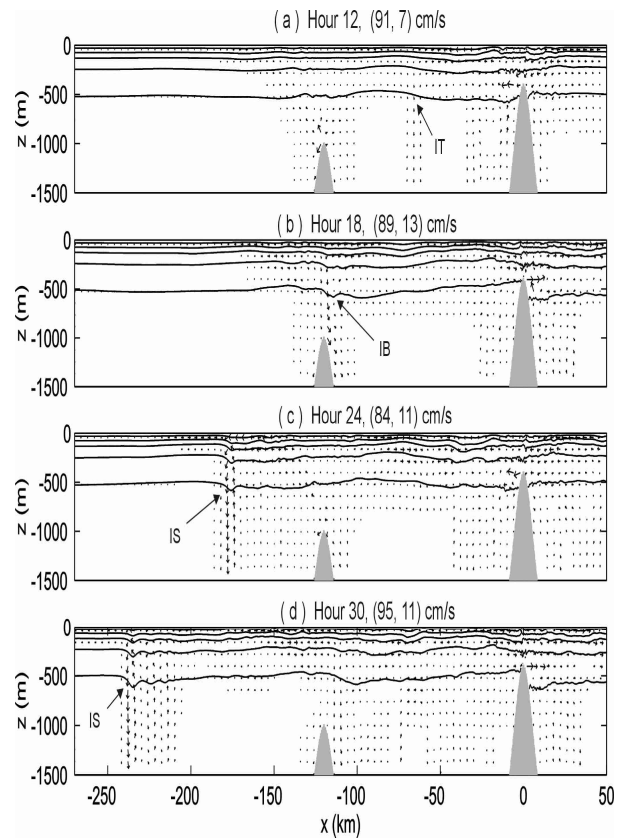 ( a ) Hour 12, (91, 7) cm/s
0
-500
-1000
-1500
z (m)
IT
( b ) Hour 18, (89, 13) cm/s
0
-500
-1000
-1500
z (m)
IB
( c ) Hour 24, (84, 11) cm/s
0
-500
-1000
-1500
z (m)
IS
( d ) Hour 30, (95, 11) cm/s
0
-500
-1000
-1500
z (m)
IS
-250 -200 -150 -100 -50 0 50
x (km)